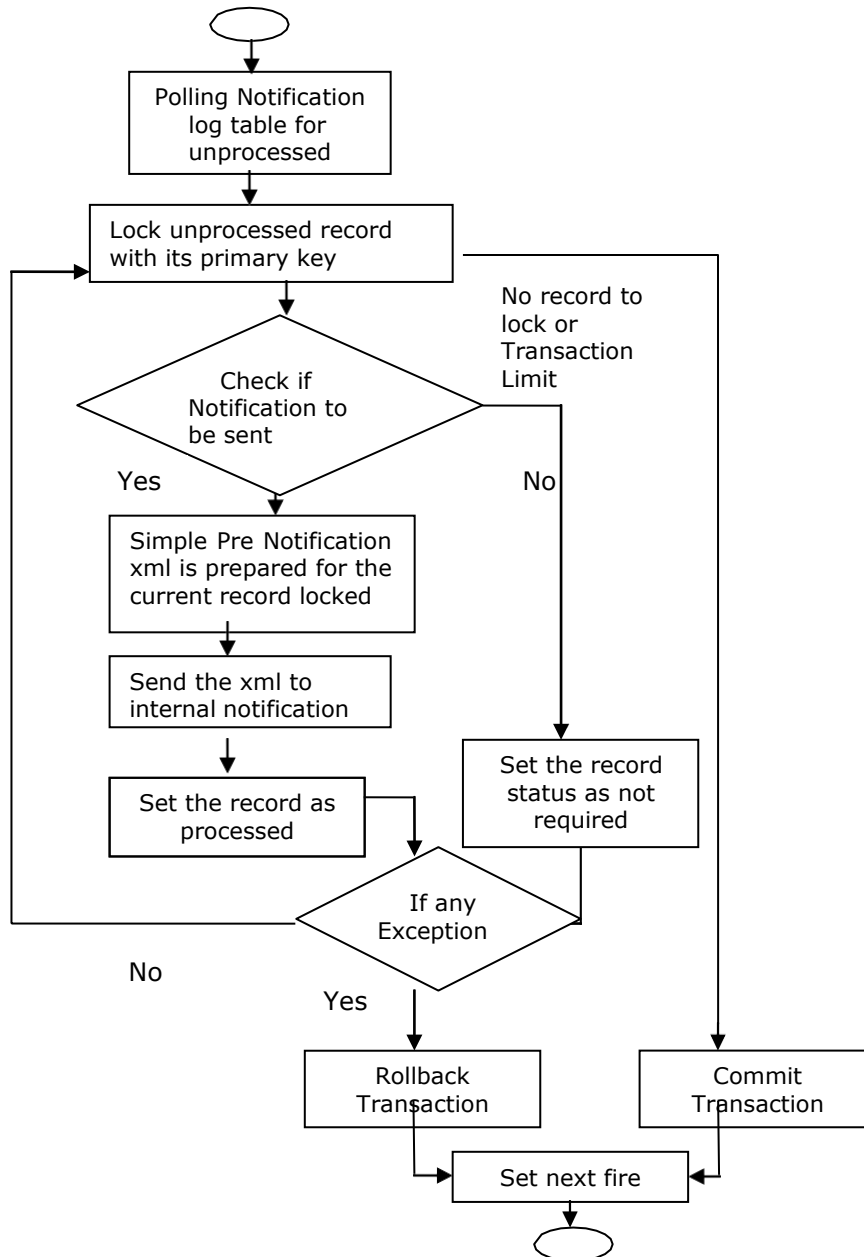 Polling Notification
log table for
unprocessed
Lock unprocessed record
with its primary key
No record to
lock or
Transaction
Limit
Check if
Notification to
be sent
Yes
No
Simple Pre Notification
xml is prepared for the
current record locked
Send the xml to
internal notification
Set the record as
processed
Set the record
status as not
required
If any
Exception
No
Yes
Rollback
Transaction
Commit
Transaction
Set next fire